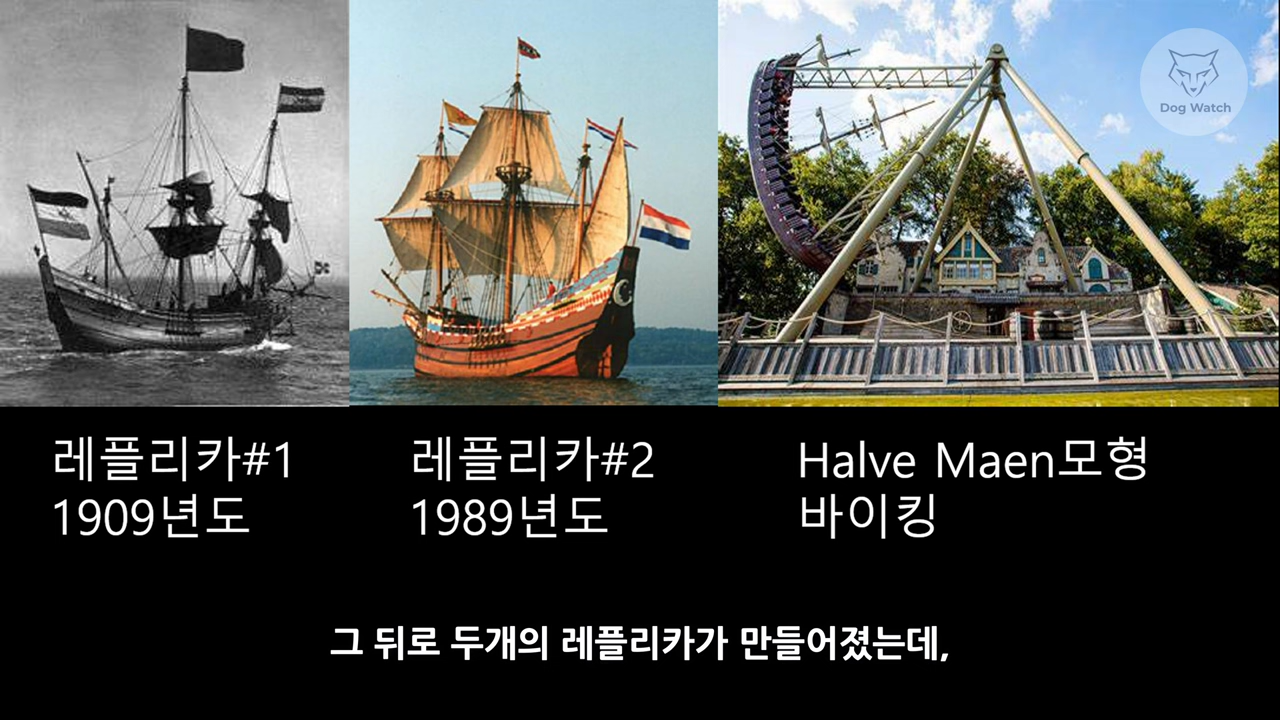 Dog Watch
레플리카#1
1909년도
레플리카#2
1989년도
Halve Maen모형
바이킹
그 뒤로 두개의 레플리카가 만들어졌는데,